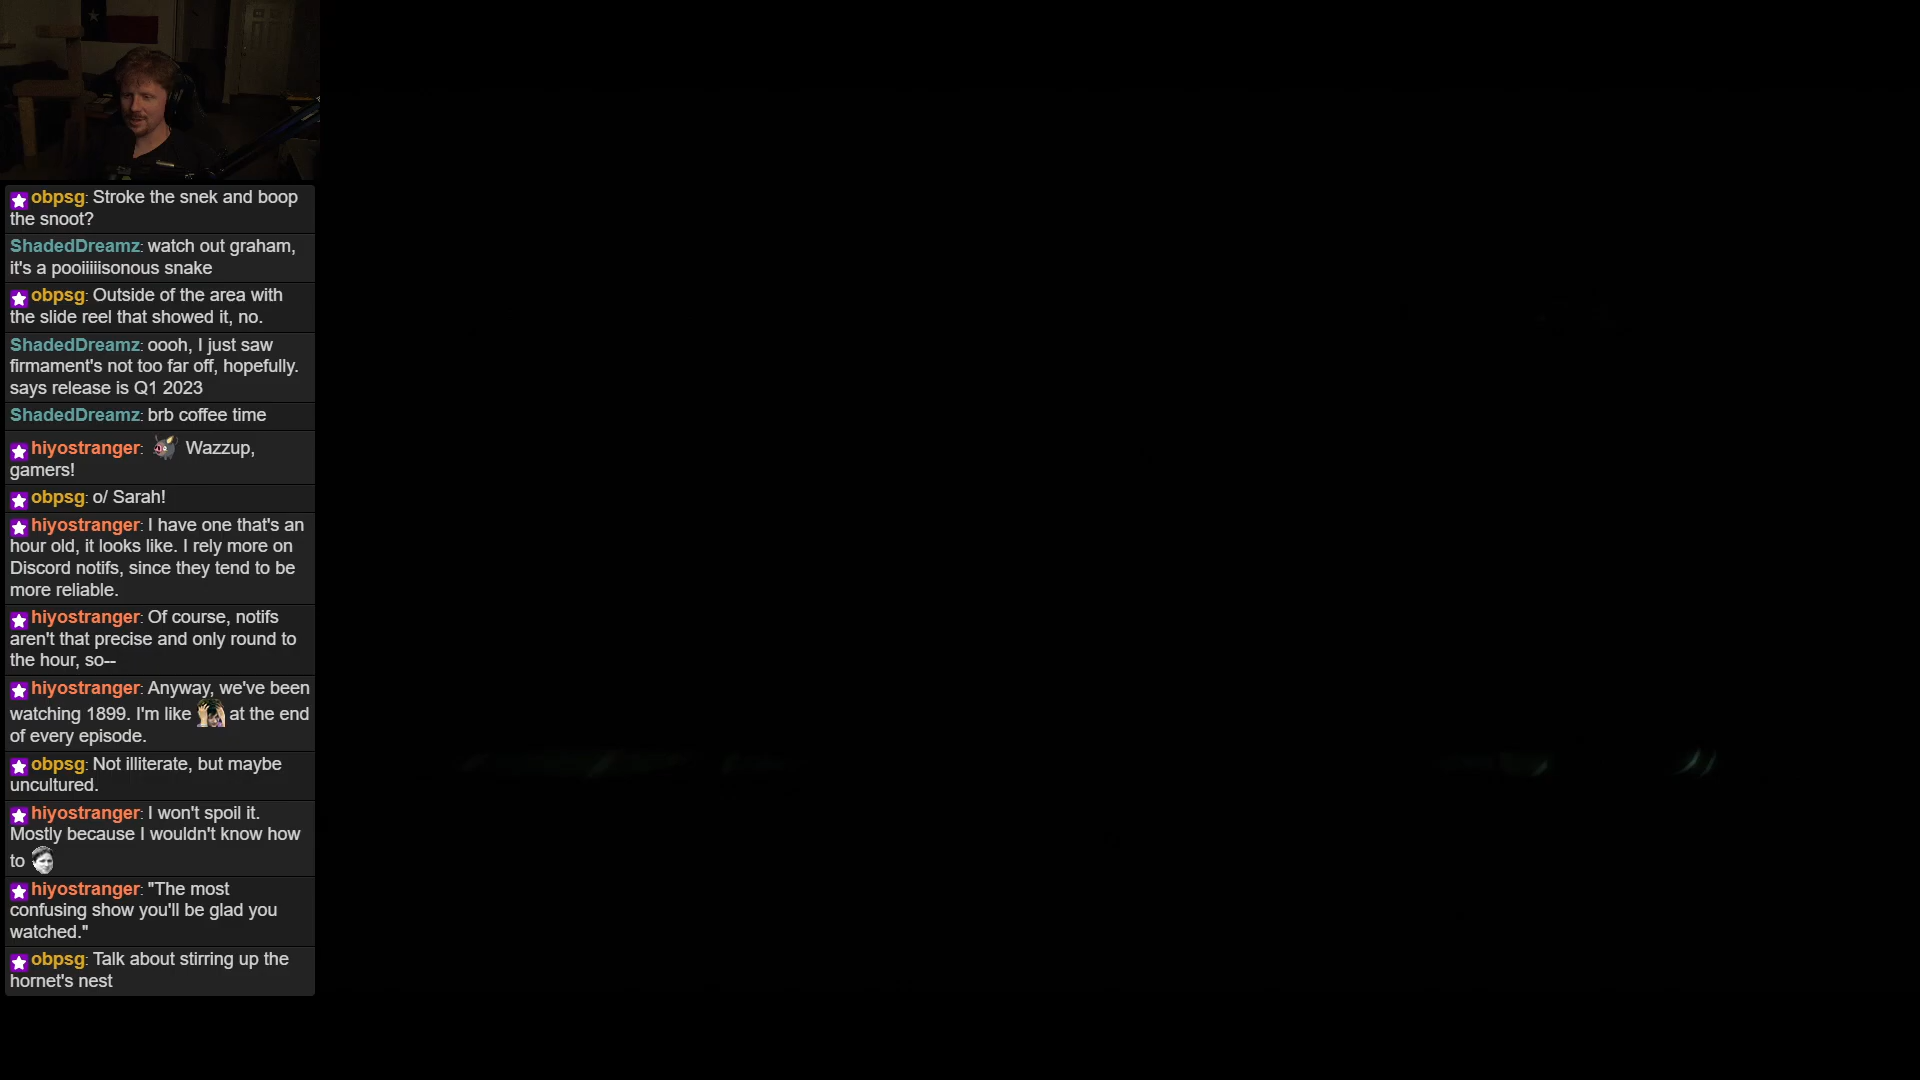 obpsg: Stroke the snek and boop
the snoot?
ShadedDreamz: watch out graham,
it's a pooiiiiisonous snake
obpsg: Outside of the area with
the slide reel that showed it, no.
ShadedDreamz: oooh, I just saw
firmament's not too far off, hopefully.
says release is Q1 2023
ShadedDreamz: brb coffee time
hiyostranger: Wazzup,
gamers!
obpsg: o/ Sarah!
hiyostranger: I have one that's an
hour old, it looks like. I rely more on
Discord notifs, since they tend to be
more reliable.
hiyostranger: Of course, notifs
aren't that precise and only round to
the hour, so--
hiyostranger: Anyway, we've been
watching 1899. I'm like at the end
of every episode.
obpsg: Not illiterate, but maybe
uncultured.
hiyostranger: I won't spoil it.
Mostly because I wouldn't know how
to
hiyostranger: "The most
confusing show you'll be glad you
watched."
obpsg: Talk about stirring up the
hornet's nest